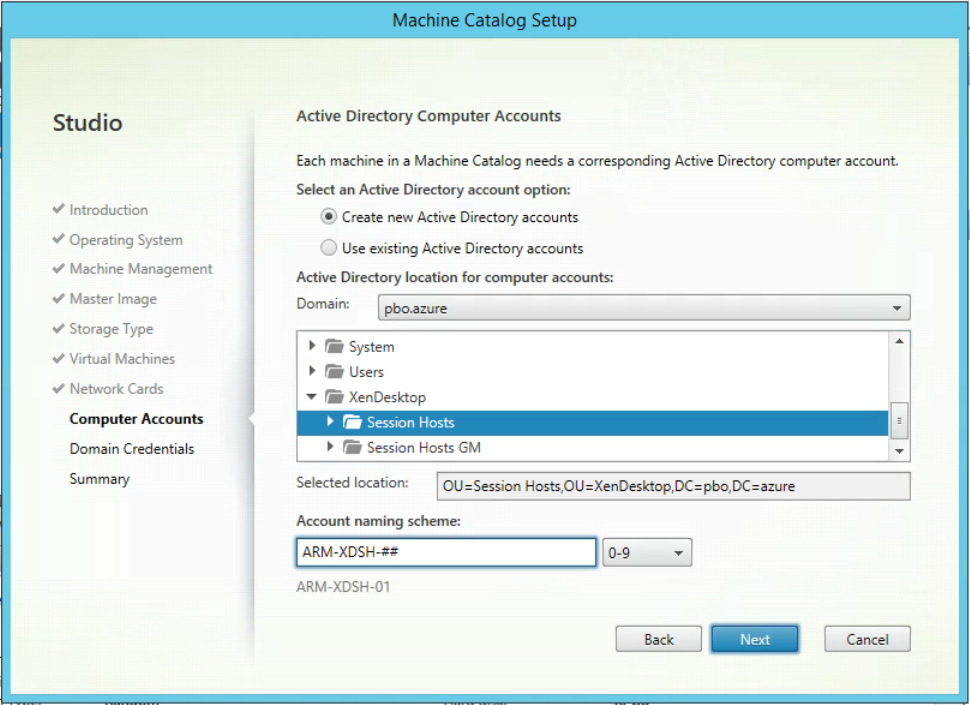 Machine Catalog Setup
Studio
Introduction
Operating System
Machine Management
Master Image
Storage Type
Virtual Machines
Network Cards
Computer Accounts
Domain Credentials
Summary
Active Directory Computer Accounts
Each machine in a Machine Catalog needs a corresponding Active Directory computer account.
Select an Active Directory account option:
Create new Active Directory accounts
Use existing Active Directory accounts
Active Directory location for computer accounts:
Domain: pbo.azure
System
Users
XenDesktop
Session Hosts
Session Hosts GM
Selected location: OU=Session Hosts,OU=XenDesktop,DC=pbo,DC=azure
Account naming scheme:
ARM-XDSH-## 0-9
ARM-XDSH-01
Back Next Cancel